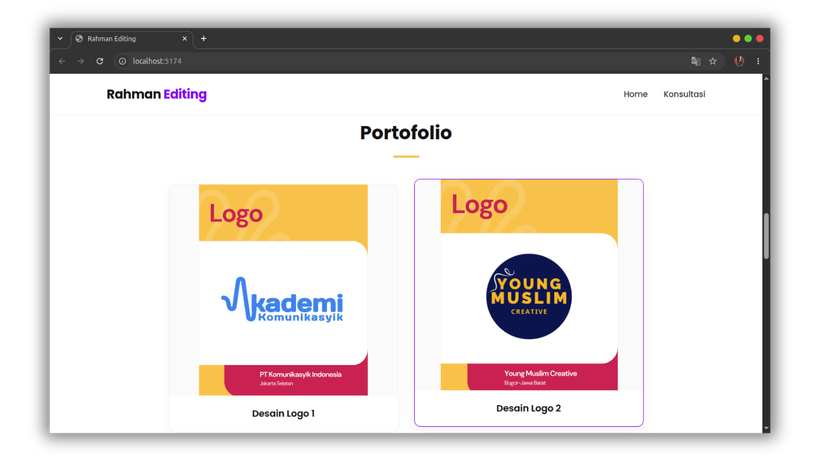 Rahman Editing
localhost:5174
Rahman Editing
Home
Konsultasi
Portofolio
Logo
Akademi
Komunikasyik
PT Komunikasyik Indonesia
Jakarta Selatan
Desain Logo 1
Logo
YOUNG
MUSLIM
CREATIVE
Young Muslim Creative
Bogor-Jawa Barat
Desain Logo 2